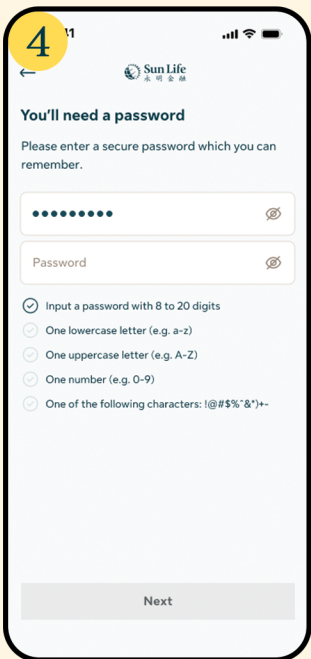 4
41
Sun Life
永明金融
You'll need a password
Please enter a secure password which you can
remember.
•••••••••
Password
Input a password with 8 to 20 digits
One lowercase letter (e.g. a-z)
One uppercase letter (e.g. A-Z)
One number (e.g. 0-9)
One of the following characters: !@#$%^&*)+-
Next